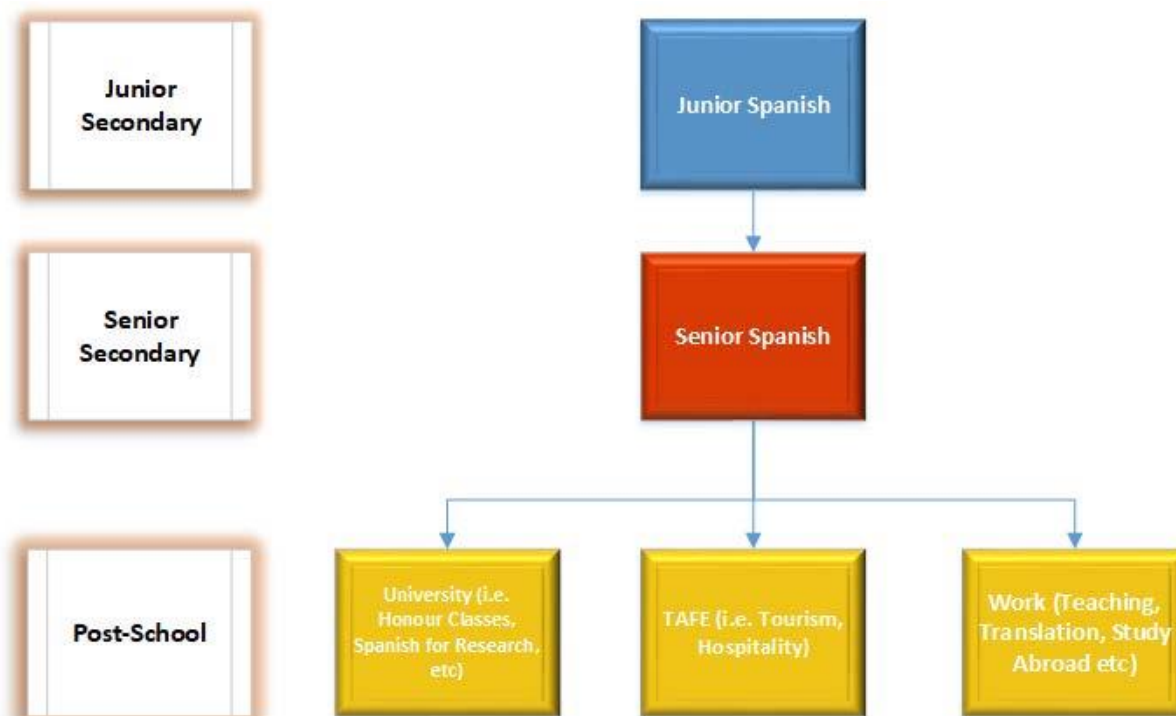 Junior
Secondary
Junior Spanish
Senior
Secondary
Senior Spanish
Post-School
University (i.e.
Honour Classes,
Spanish for Research,
etc)
TAFE (i.e. Tourism,
Hospitality)
Work (Teaching,
Translation, Study
Abroad etc)